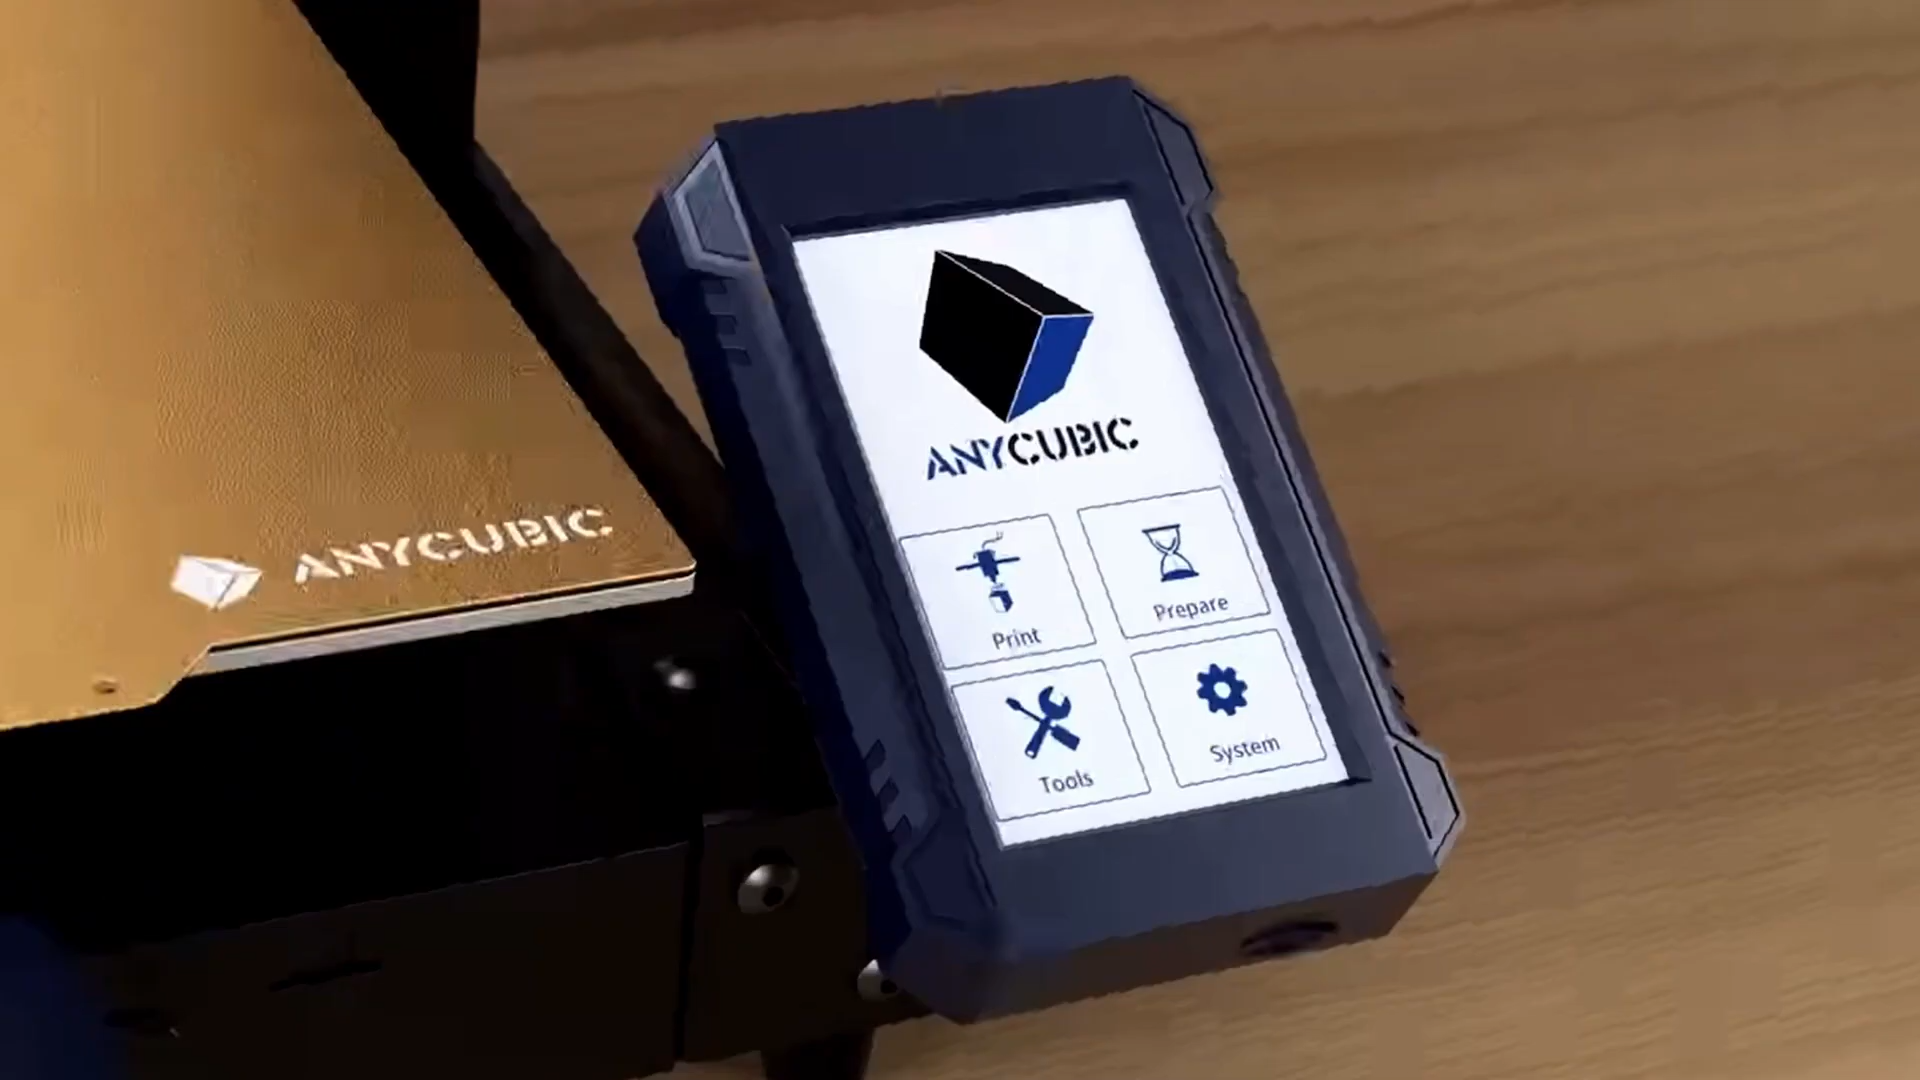 ANYCUBIC
ANYCUBIC
Print
Prepare
Tools
System